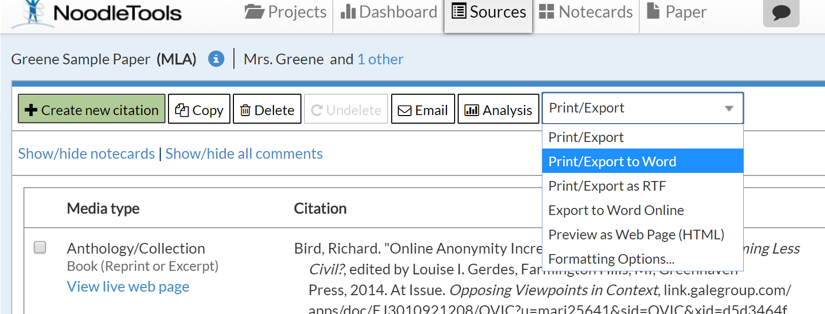 NoodleTools
Projects Dashboard Sources Notecards Paper
Greene Sample Paper (MLA) i | Mrs. Greene and 1 other
+ Create new citation Copy Delete Undelete Email Analysis Print/Export
Print/Export
Print/Export to Word
Show/hide notecards | Show/hide all comments
Print/Export as RTF
Export to Word Online
Preview as Web Page (HTML)
Formatting Options...
Media type Citation
Anthology/Collection
Book (Reprint or Excerpt)
View live web page
Bird, Richard. "Online Anonymity Incre ming Less
Civil?, edited by Louise I. Gerdes, Farmington Hills, MI, Greenhaven
Press, 2014. At Issue. Opposing Viewpoints in Context, link.galegroup.com/
apps/doc/EJ3010921208/OVIC?u=mari25641&sid=OVIC&xid=d5d3464f